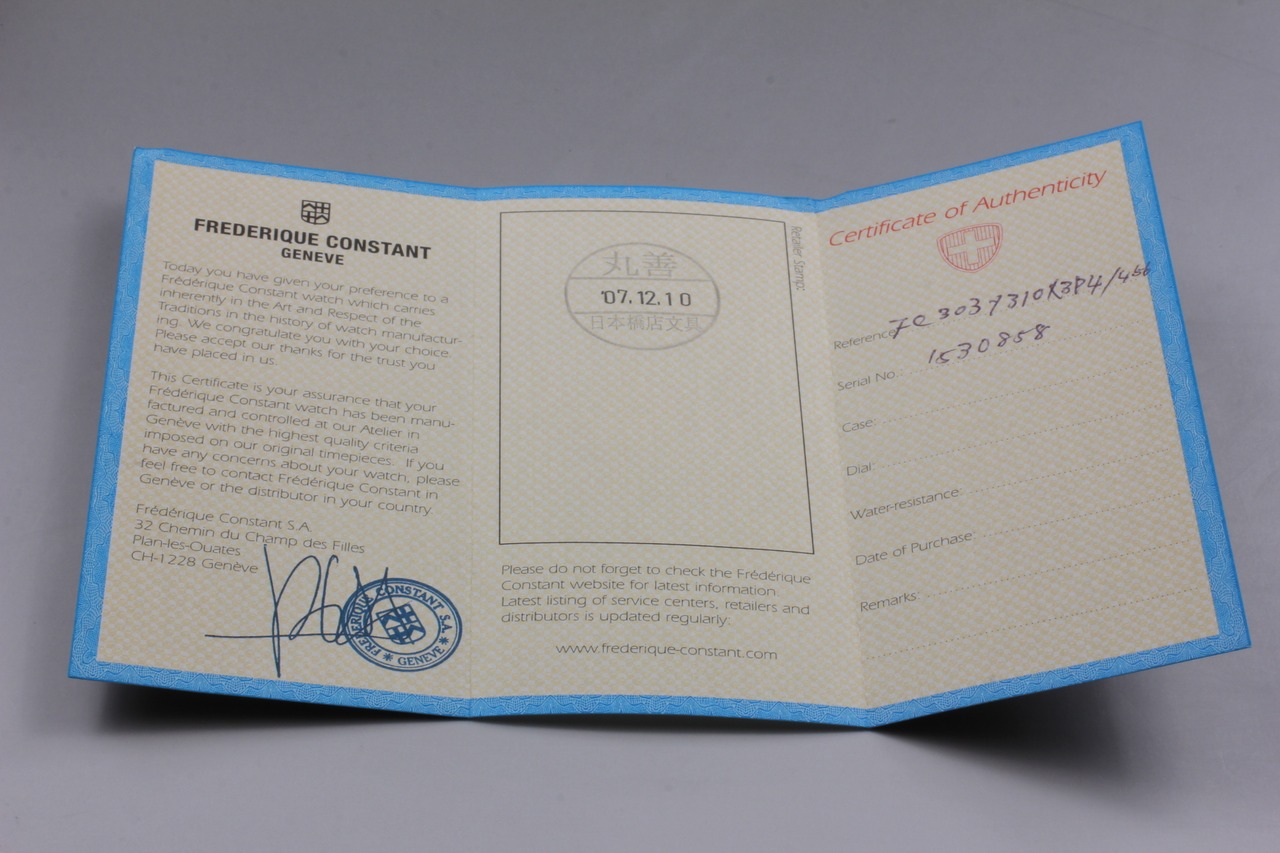 FREDERIQUE CONSTANT
GENEVE
Today you have given your preference to a
Frédérique Constant watch which carries
inherently in the Art and Respect of the
Traditions in the history of watch manufactur-
ing. We congratulate you with your choice.
Please accept our thanks for the trust you
have placed in us.
This Certificate is your assurance that your
Frédérique Constant watch has been manu-
factured and controlled at our Atelier in
Genève with the highest quality criteria
imposed on our original timepieces. If you
have any concerns about your watch, please
feel free to contact Frédérique Constant in
Genève or the distributor in your country.
Frédérique Constant S.A.
32 Chemin du Champ des Filles
Plan-les-Ouates
CH-1228 Genève
FREDERIQUE CONSTANT S.A.
GENEVE
Retailer Stamp:
丸善
'07.12.10
日本橋店文具
Please do not forget to check the Frédérique
Constant website for latest information.
Latest listing of service centers, retailers and
distributors is updated regularly:
www.frederique-constant.com
Certificate of Authenticity
Reference
Serial No.: 1530858
Case:
Dial:
Water-resistance:
Date of Purchase:
Remarks: